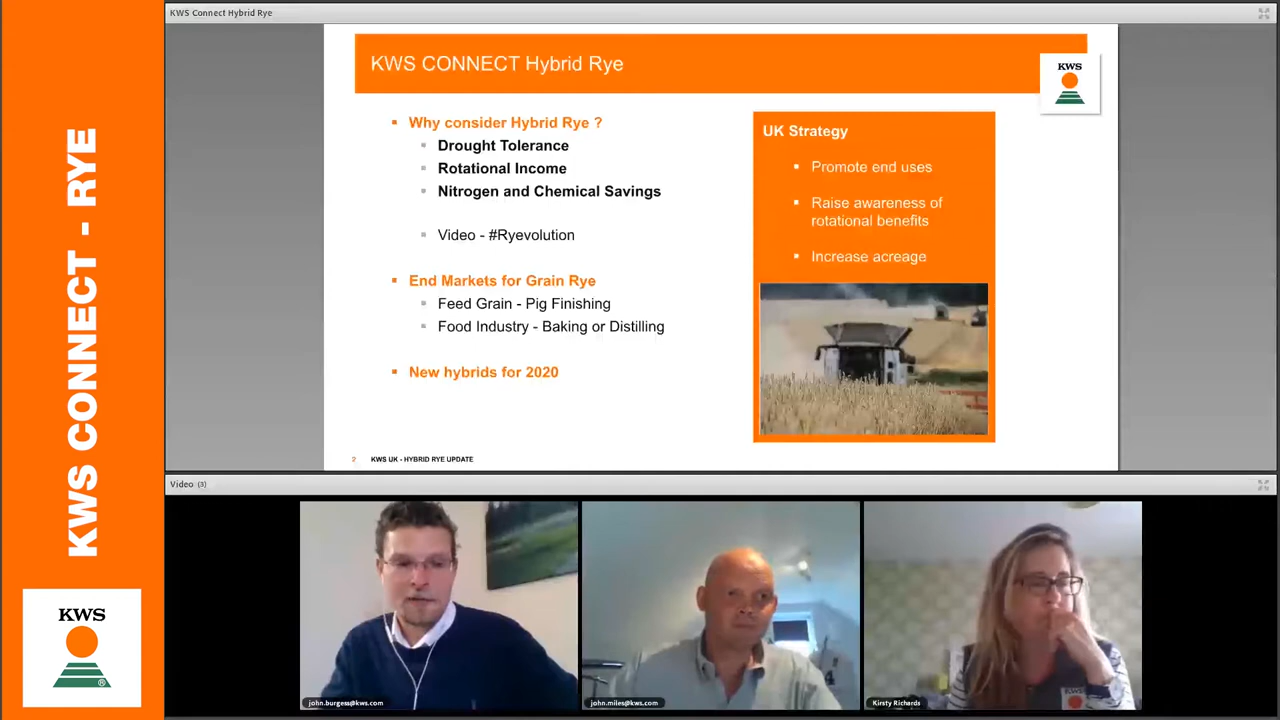 KWS CONNECT - RYE
KWS
®
KWS Connect Hybrid Rye
KWS CONNECT Hybrid Rye
KWS
Why consider Hybrid Rye ?
Drought Tolerance
Rotational Income
Nitrogen and Chemical Savings
Video - #Ryevolution
End Markets for Grain Rye
Feed Grain - Pig Finishing
Food Industry - Baking or Distilling
New hybrids for 2020
UK Strategy
Promote end uses
Raise awareness of
rotational benefits
Increase acreage
2 KWS UK - HYBRID RYE UPDATE
Video (3)
john.burgess@kws.com
john.miles@kws.com
Kirsty Richards
KWS